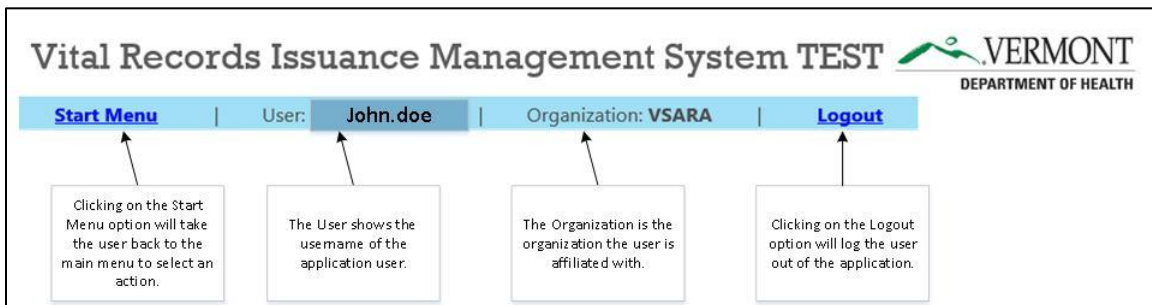 Vital Records Issuance Management System TEST
VERMONT
DEPARTMENT OF HEALTH
Start Menu | User: John.doe | Organization: VSARA | Logout
Clicking on the Start
Menu option will take
the user back to the
main menu to select an
action.
The User shows the
username of the
application user.
The Organization is the
organization the user is
affiliated with.
Clicking on the Logout
option will log the user
out of the application.